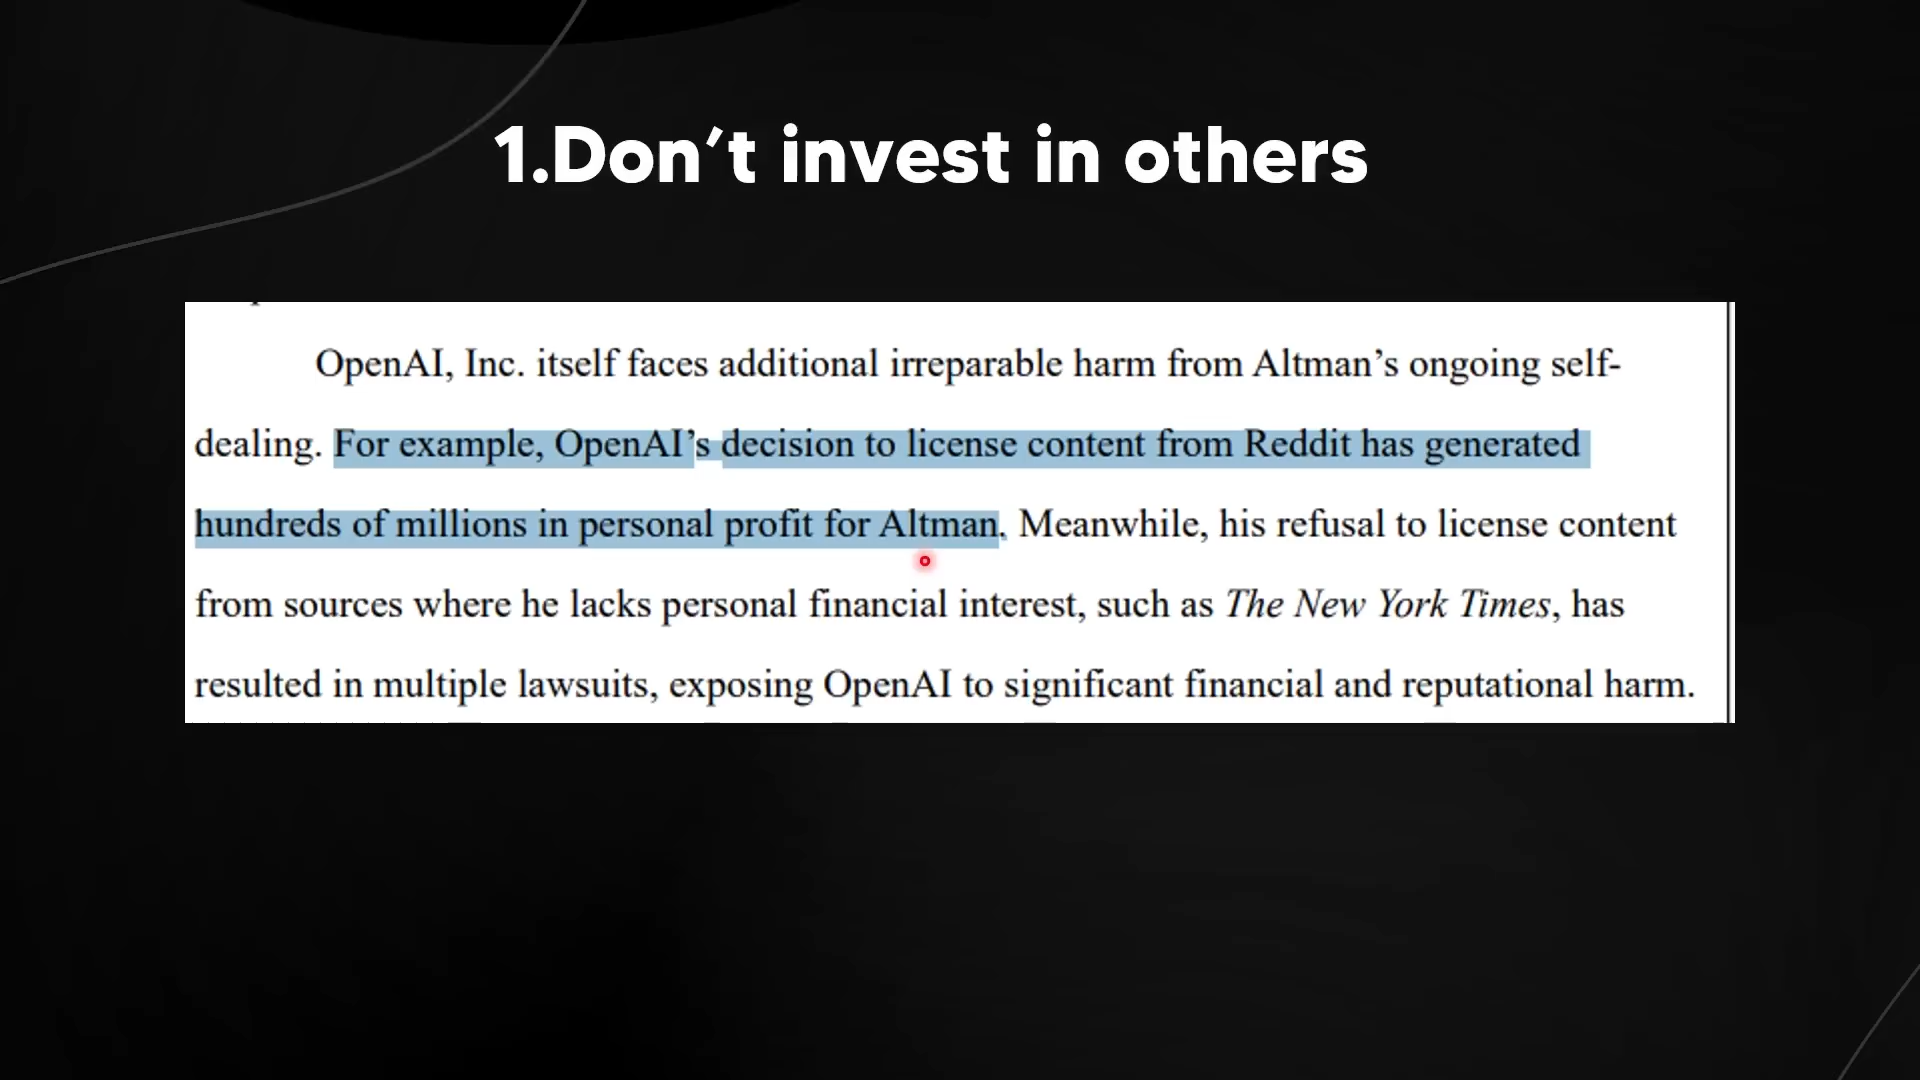 1.Don’t invest in others
OpenAI, Inc. itself faces additional irreparable harm from Altman’s ongoing self-
dealing. For example, OpenAI’s decision to license content from Reddit has generated
hundreds of millions in personal profit for Altman. Meanwhile, his refusal to license content
from sources where he lacks personal financial interest, such as The New York Times, has
resulted in multiple lawsuits, exposing OpenAI to significant financial and reputational harm.